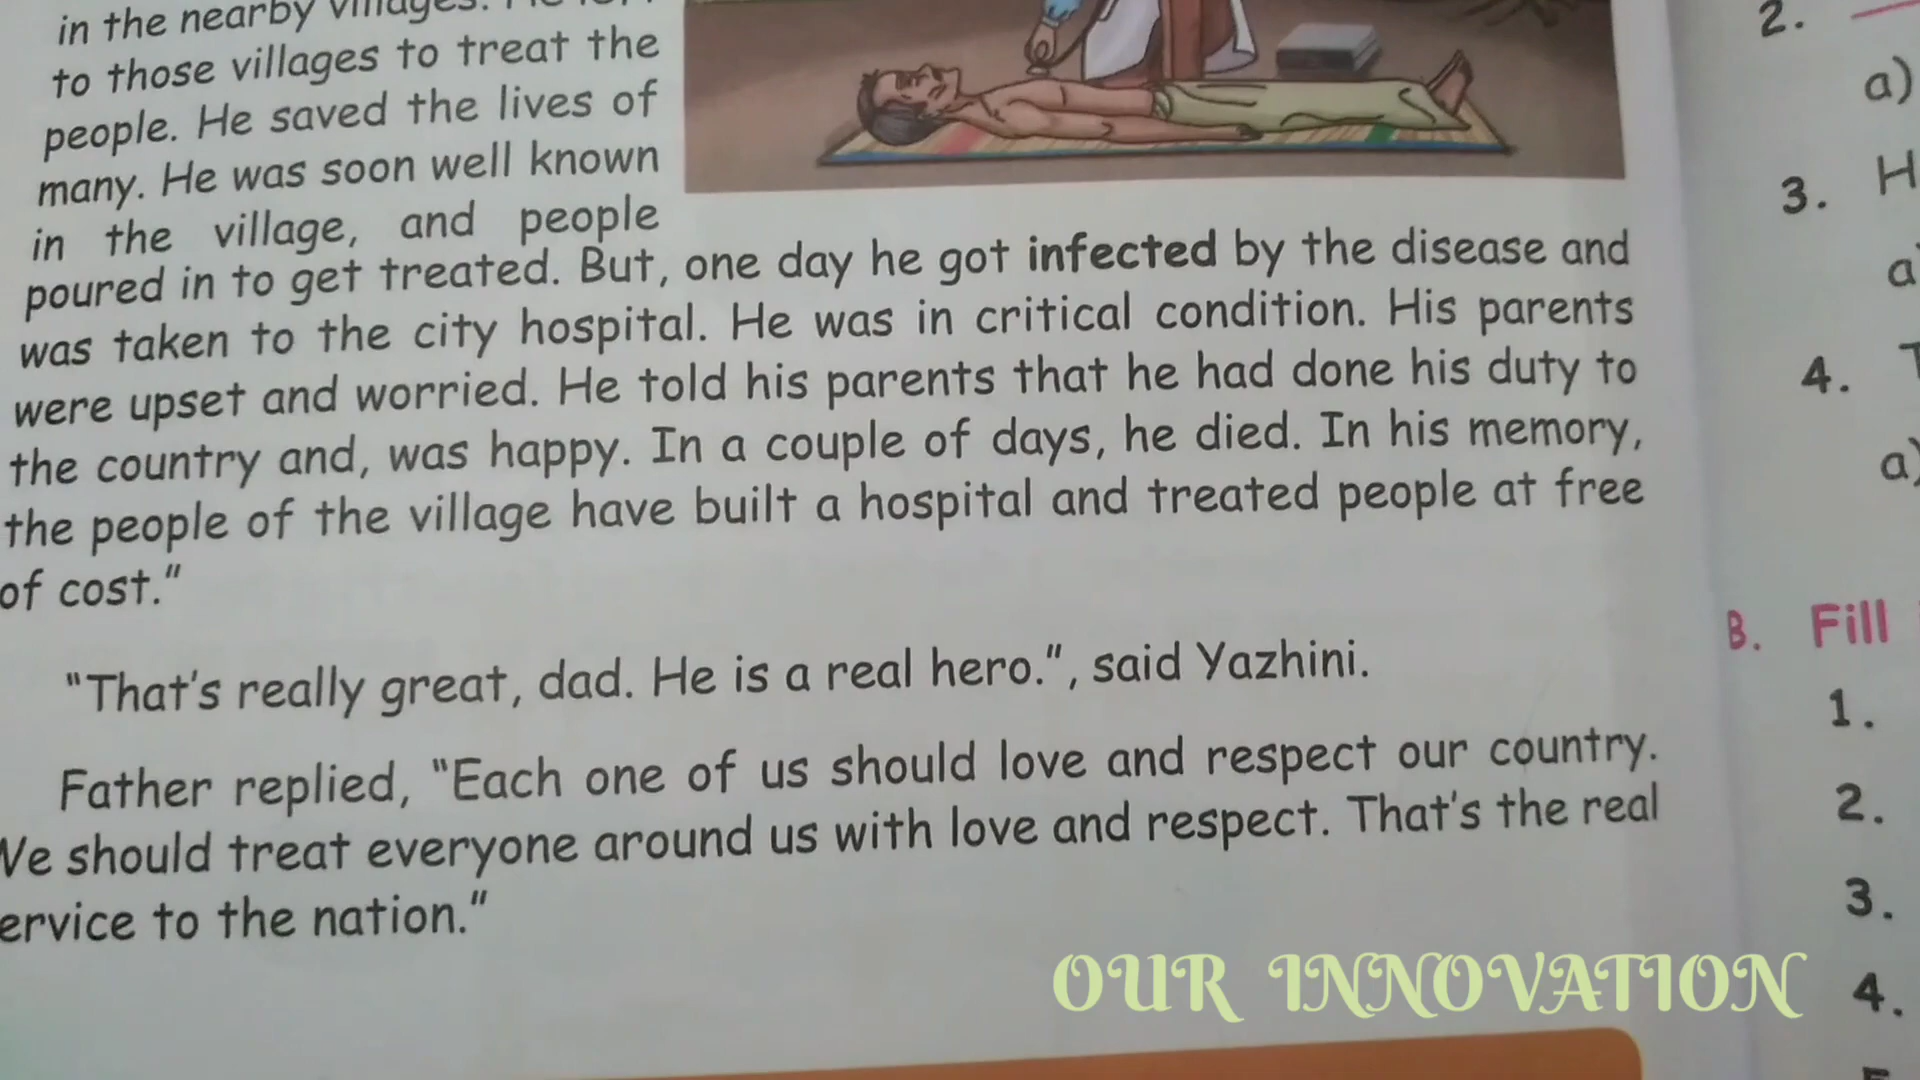 in the nearby villages.
to those villages to treat the
people. He saved the lives of
many. He was soon well known
in the village, and people
poured in to get treated. But, one day he got infected by the disease and
was taken to the city hospital. He was in critical condition. His parents
were upset and worried. He told his parents that he had done his duty to
the country and, was happy. In a couple of days, he died. In his memory,
the people of the village have built a hospital and treated people at free
of cost."
"That's really great, dad. He is a real hero.", said Yazhini.
Father replied, "Each one of us should love and respect our country.
We should treat everyone around us with love and respect. That's the real
ervice to the nation."
2.
a)
3. H
a
4.
a)
B. Fill
1.
2.
3.
4.
OUR INNOVATION